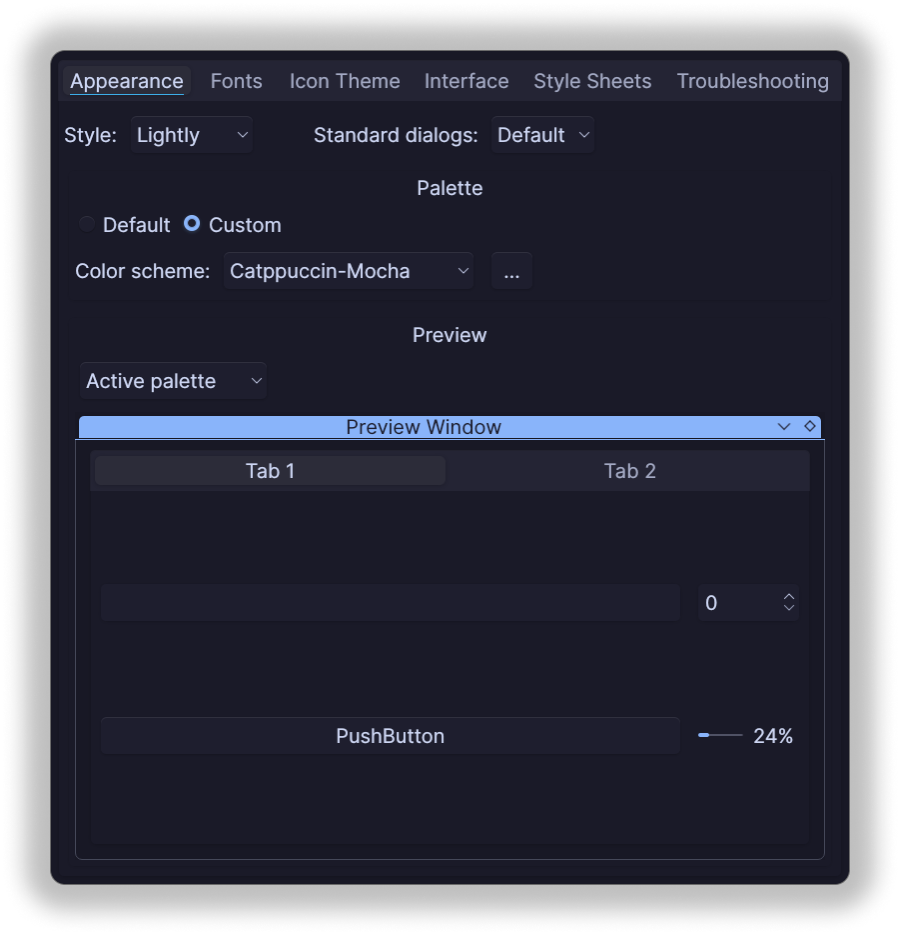 Appearance Fonts Icon Theme Interface Style Sheets Troubleshooting
Style: Lightly Standard dialogs: Default
Palette
Default Custom
Color scheme: Catppuccin-Mocha ...
Preview
Active palette
Preview Window
Tab 1 Tab 2
0
PushButton 24%